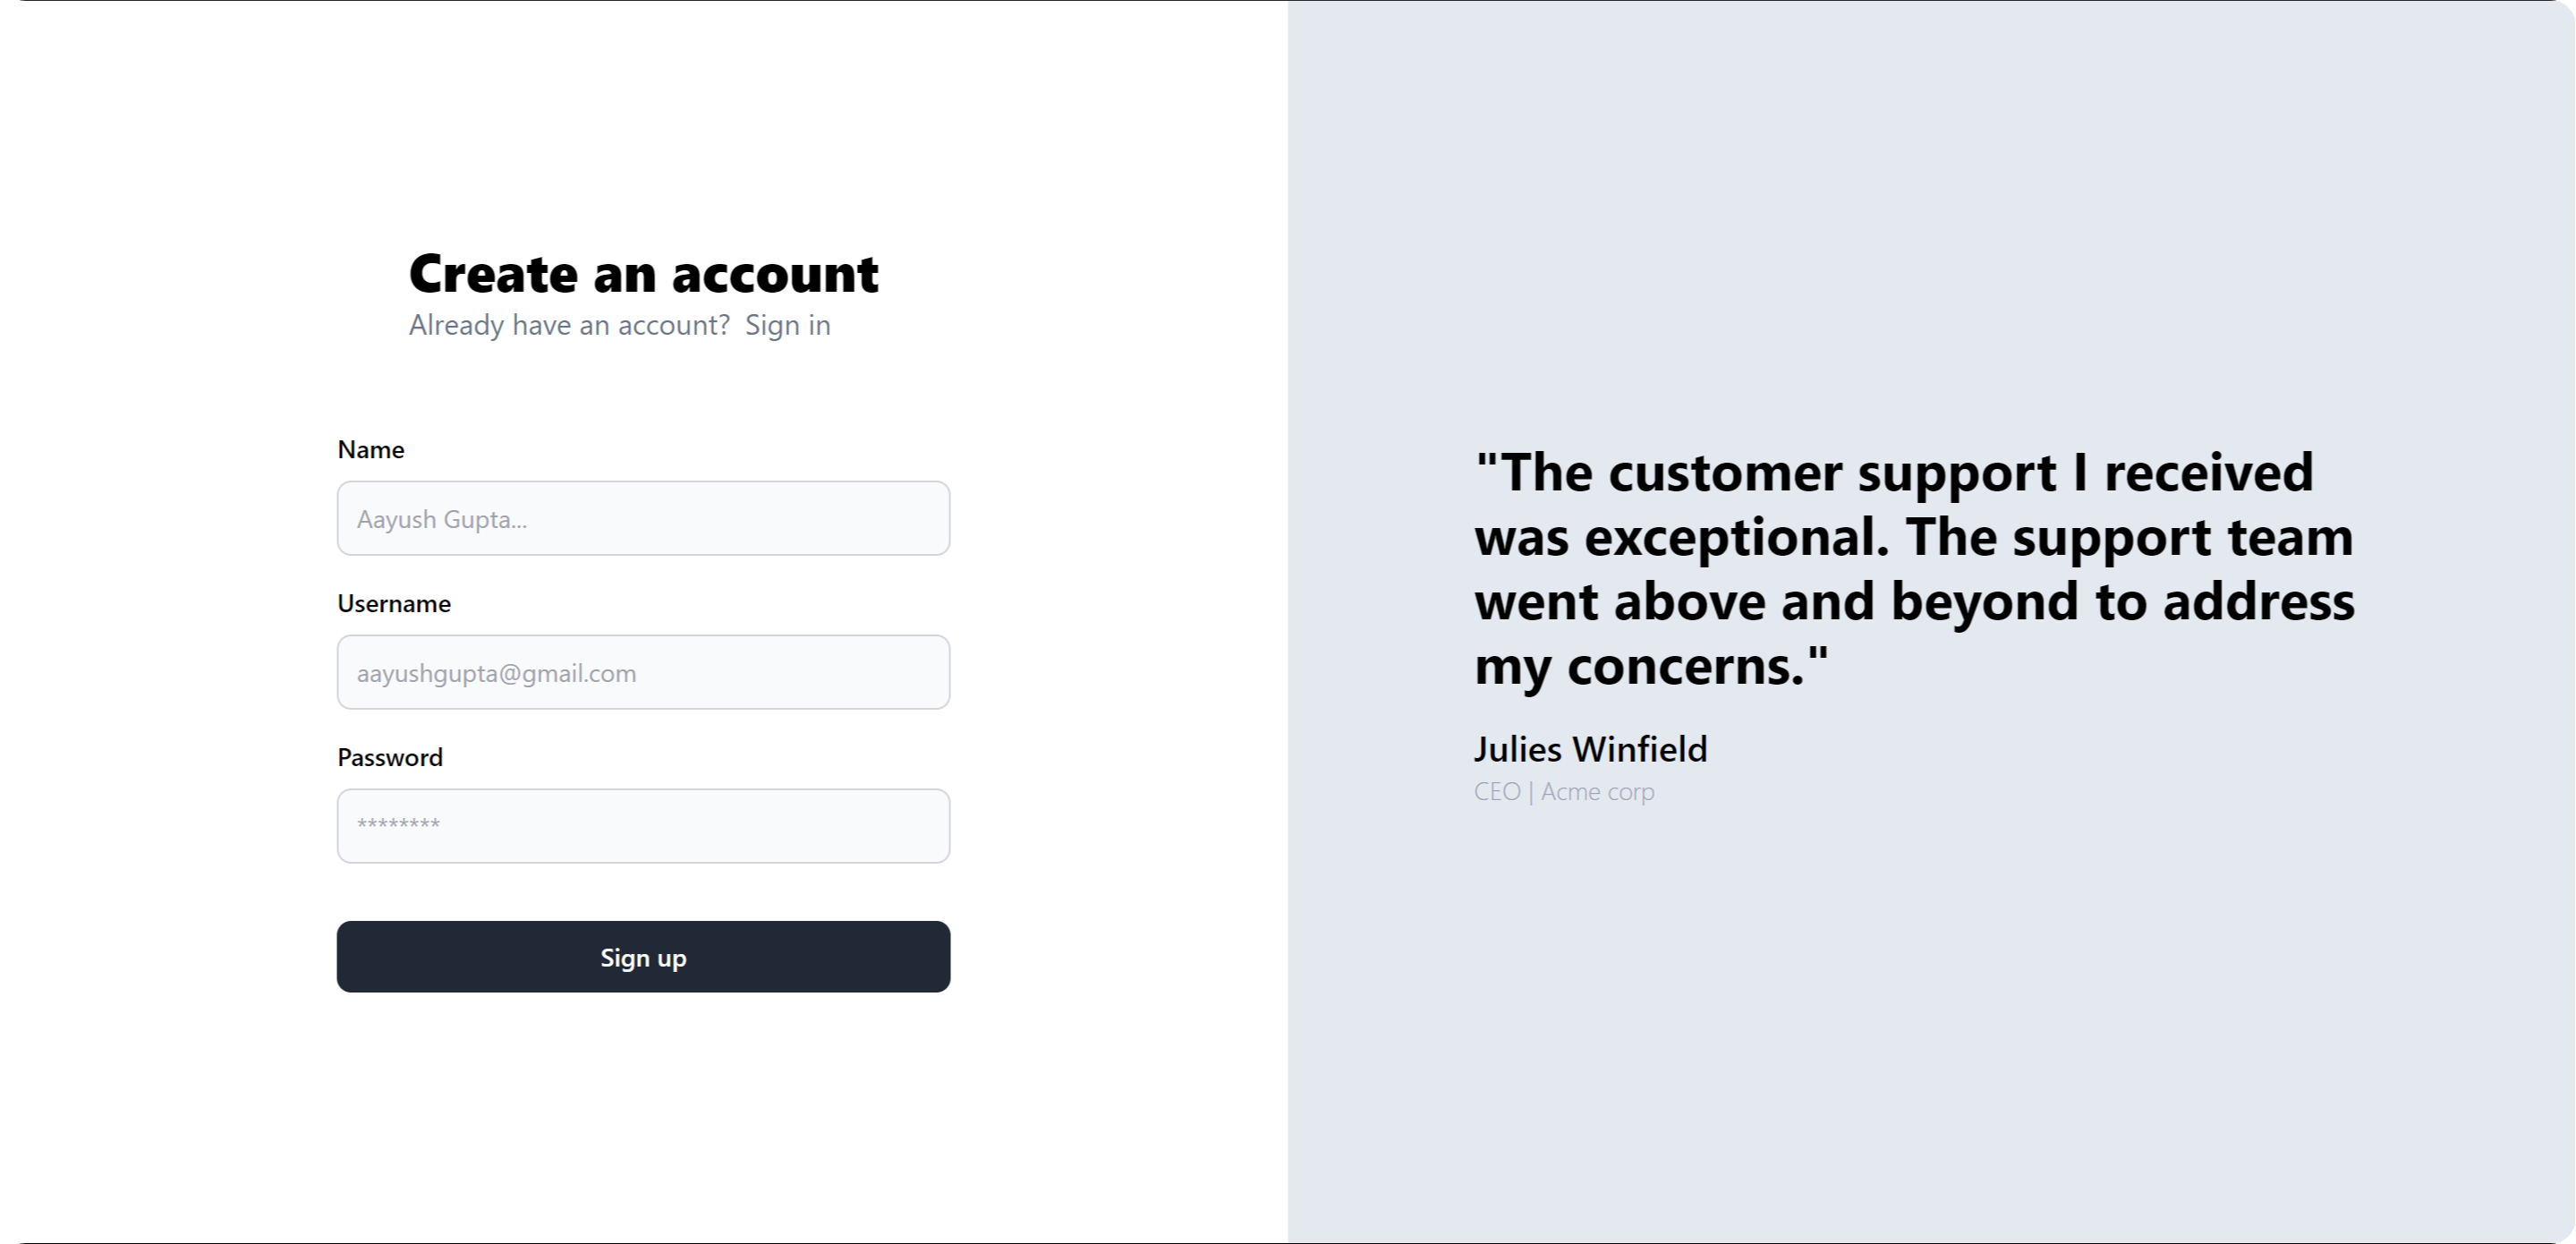 Create an account
Already have an account? Sign in
Name
Aayush Gupta...
Username
aayushgupta@gmail.com
Password
********
Sign up
"The customer support I received
was exceptional. The support team
went above and beyond to address
my concerns."
Julies Winfield
CEO | Acme corp